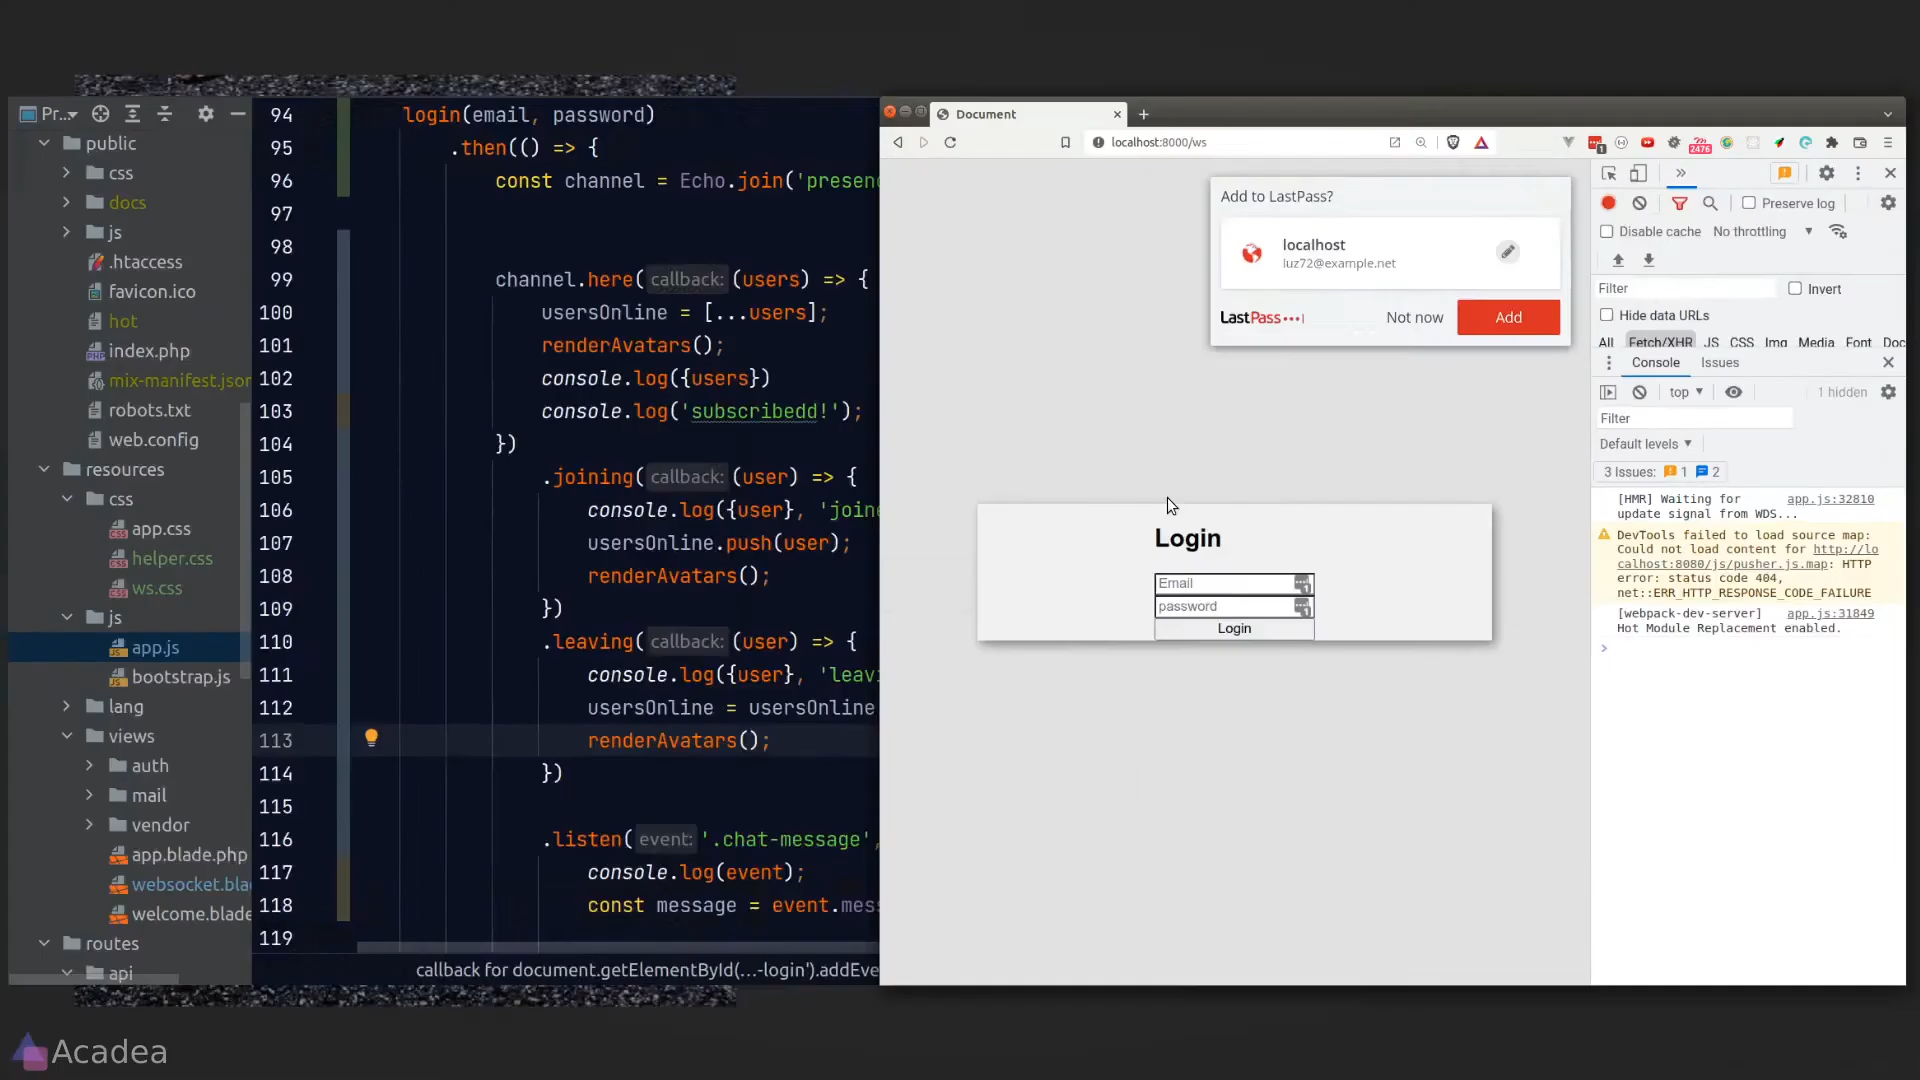 Pr...
public
css
docs
js
.htaccess
favicon.ico
hot
index.php
mix-manifest.json
robots.txt
web.config
resources
css
app.css
helper.css
ws.css
js
app.js
bootstrap.js
lang
views
auth
mail
vendor
app.blade.php
websocket.bla
welcome.blade
routes
api
94 login(email, password)
95 .then(() => {
96 const channel = Echo.join('presen
97
98
99 channel.here( callback: (users) => {
100 usersOnline = [...users];
101 renderAvatars();
102 console.log({users})
103 console.log('subscribedd!');
104 })
105 .joining( callback: (user) => {
106 console.log({user}, 'joine
107 usersOnline.push(user);
108 renderAvatars();
109 })
110 .leaving( callback: (user) => {
111 console.log({user}, 'leavi
112 usersOnline = usersOnline
113 renderAvatars();
114 })
115
116 .listen( event: '.chat-message',
117 console.log(event);
118 const message = event.mess
119
callback for document.getElementById(...-login').addEve
Document
localhost:8000/ws
1
2476
Add to LastPass?
localhost
luz72@example.net
LastPass
Not now
Add
Login
Email
1
password
1
Login
Preserve log
Disable cache No throttling
Filter
Invert
Hide data URLs
All Fetch/XHR JS CSS Img Media Font Doc
Console Issues
top
1 hidden
Filter
Default levels
3 Issues: 1 2
[HMR] Waiting for app.js:32810
update signal from WDS...
DevTools failed to load source map:
Could not load content for http://lo
calhost:8080/js/pusher.js.map: HTTP
error: status code 404,
net::ERR_HTTP_RESPONSE_CODE_FAILURE
[webpack-dev-server] app.js:31849
Hot Module Replacement enabled.
Acadea